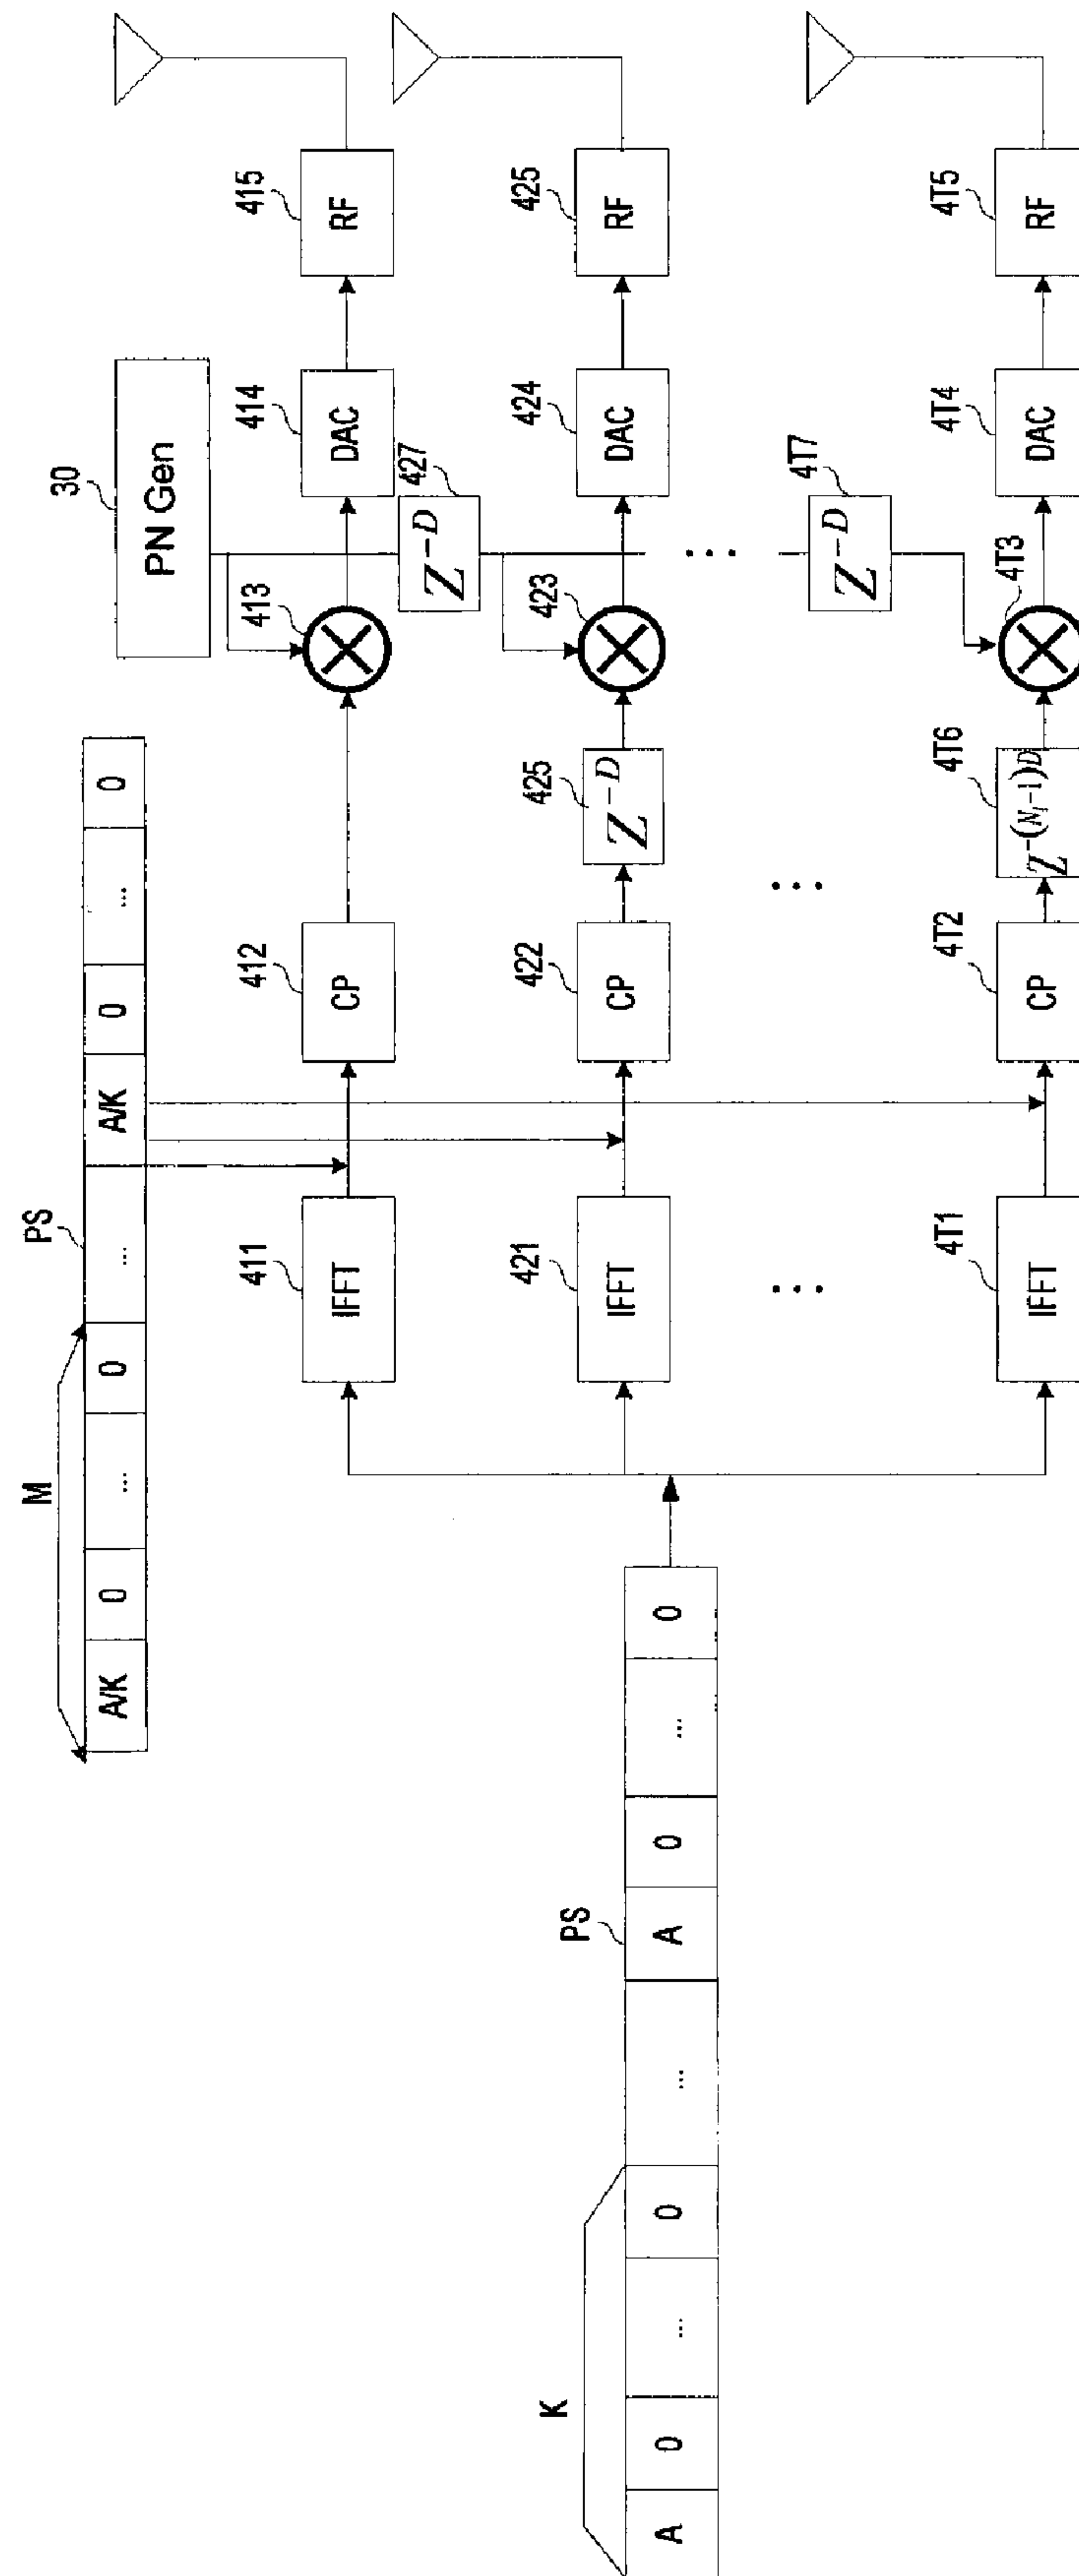 M
PS
A/K 0 ... 0 ... A/K 0 ... 0
30
PN Gen
411 412 413 414 415
IFFT CP DAC RF
427
Z^{-D}
421 422 425 423 424 425
IFFT CP Z^{-D} DAC RF
K
PS
A 0 ... 0 ... A 0 ... 0
... ... ...
4T7
Z^{-D}
4T1 4T2 4T6 4T3 4T4 4T5
IFFT CP Z^{-(N_t-1)D} DAC RF